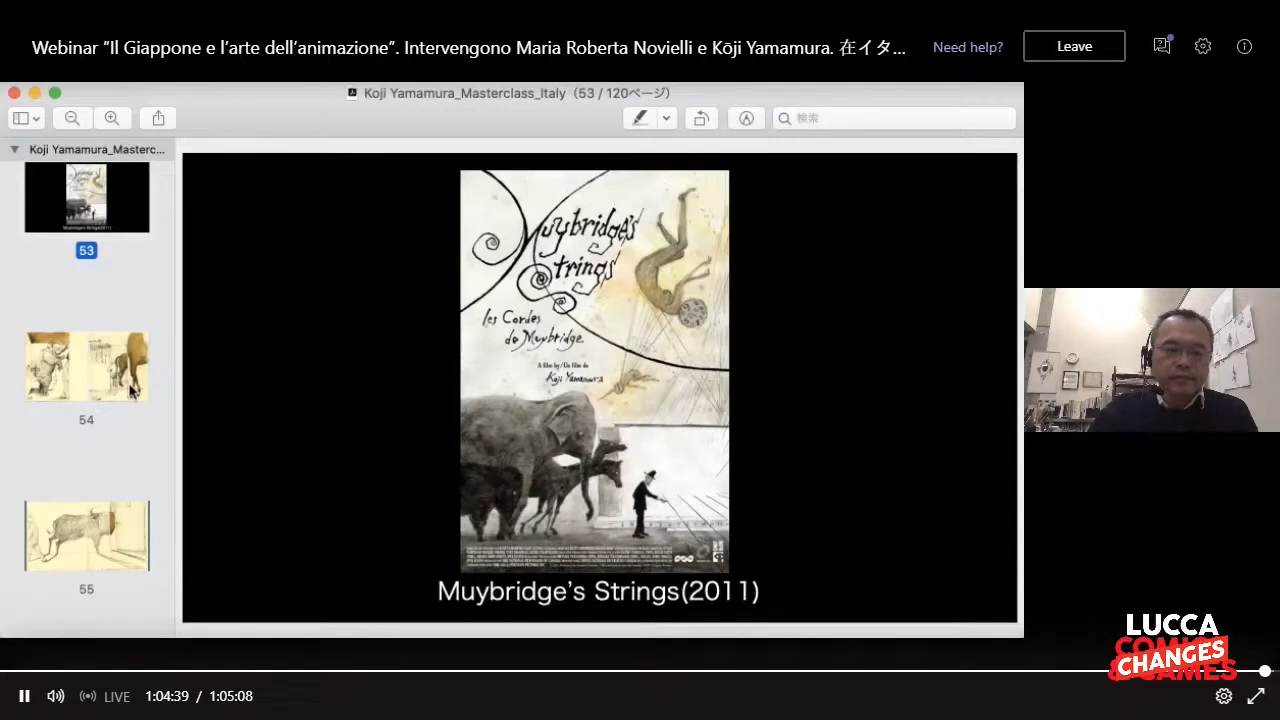 Webinar “Il Giappone e l’arte dell’animazione”. Intervengono Maria Roberta Novielli e Kōji Yamamura. 在イタ...
Need help?
Leave
Koji Yamamura_Masterclass_Italy（53 / 120ページ）
検索
Koji Yamamura_Masterc...
53
54
55
Muybridge's
Strings
les Cordes
de Muybridge
A film by/Un film de
Koji Yamamura
Muybridge's Strings(2011)
LUCCA
COMICS
CHANGES
& GAMES
LIVE
1:04:39 / 1:05:08